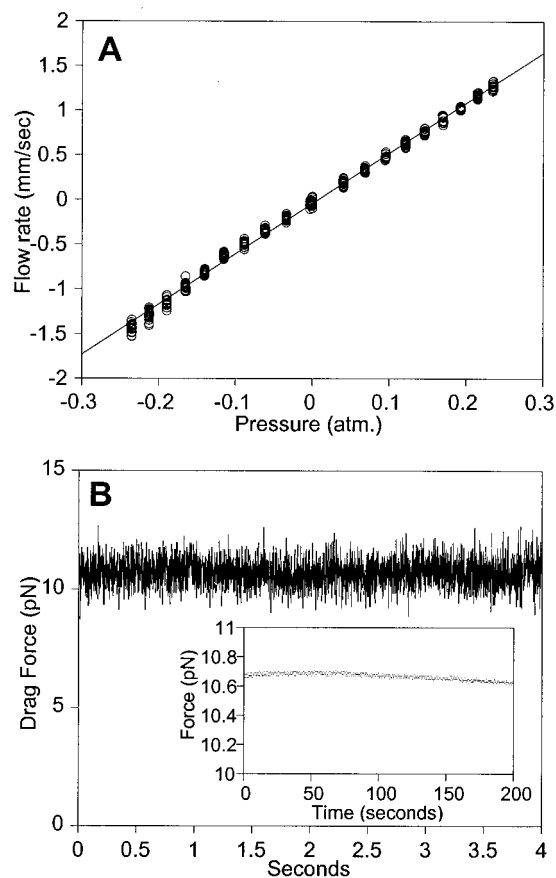 A
2
1.5
1
0.5
0
-0.5
-1
-1.5
-2
Flow rate (mm/sec)
-0.3 -0.2 -0.1 0 0.1 0.2 0.3
Pressure (atm.)
B
15
10
5
0
Drag Force (pN)
11
10.8
10.6
10.4
10.2
10
Force (pN)
0 50 100 150 200
Time (seconds)
0 0.5 1 1.5 2 2.5 3 3.5 4
Seconds